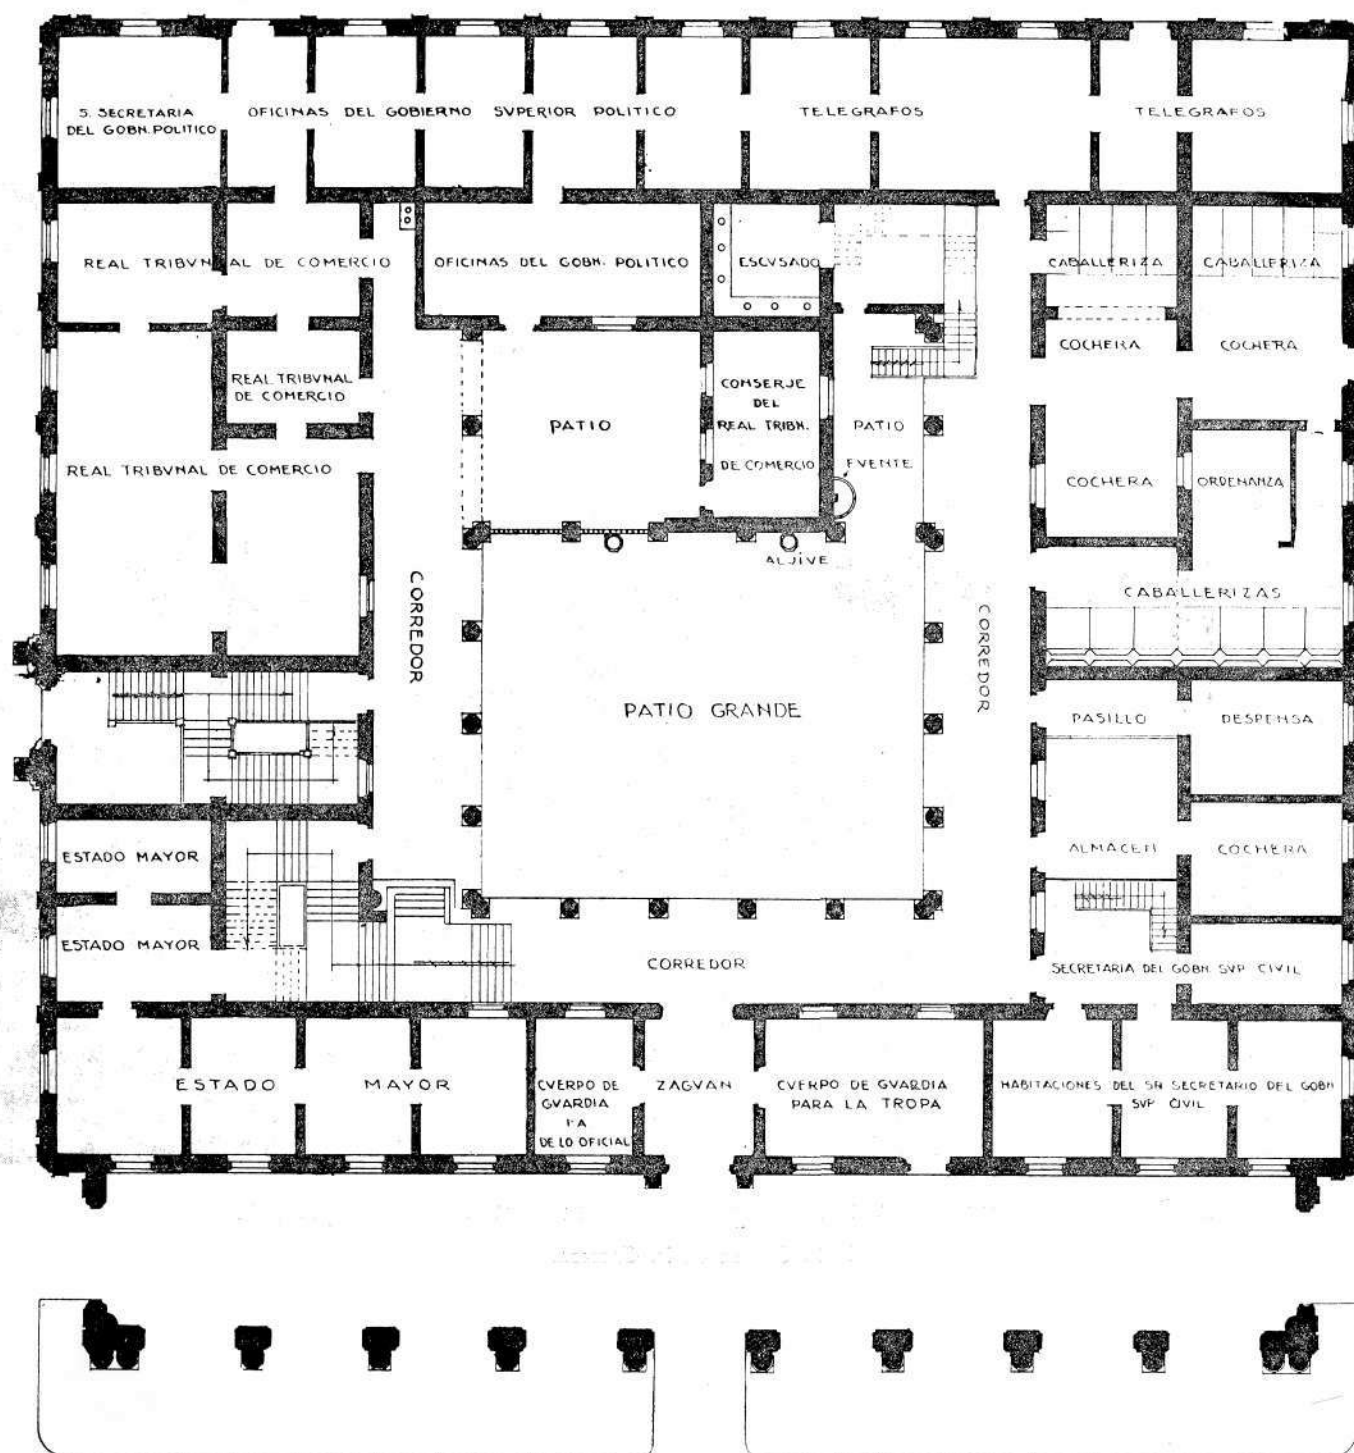 S. SECRETARIA
DEL GOBN. POLITICO
OFICINAS DEL GOBIERNO SVPERIOR POLITICO
TELEGRAFOS
TELEGRAFOS
REAL TRIBVNAL DE COMERCIO
OFICINAS DEL GOBN. POLITICO
ESCVSADO
CABALLERIZA
CABALLERIZA
COCHERA
COCHERA
REAL TRIBVNAL
DE COMERCIO
CONSERJE
DEL
REAL TRIBN.
DE COMERCIO
PATIO
PATIO
FVENTE
REAL TRIBVNAL DE COMERCIO
COCHERA
ORDENANZA
ALJIVE
CABALLERIZAS
CORREDOR
CORREDOR
PATIO GRANDE
PASILLO
DESPENSA
ESTADO MAYOR
ALMACEN
COCHERA
ESTADO MAYOR
CORREDOR
SECRETARIA DEL GOBN SVP CIVIL
ESTADO MAYOR
CVERPO DE
GVARDIA
PA
DE LO OFICIAL
ZAGVAN
CVERPO DE GVARDIA
PARA LA TROPA
HABITACIONES DEL SR SECRETARIO DEL GOBN
SVP CIVIL